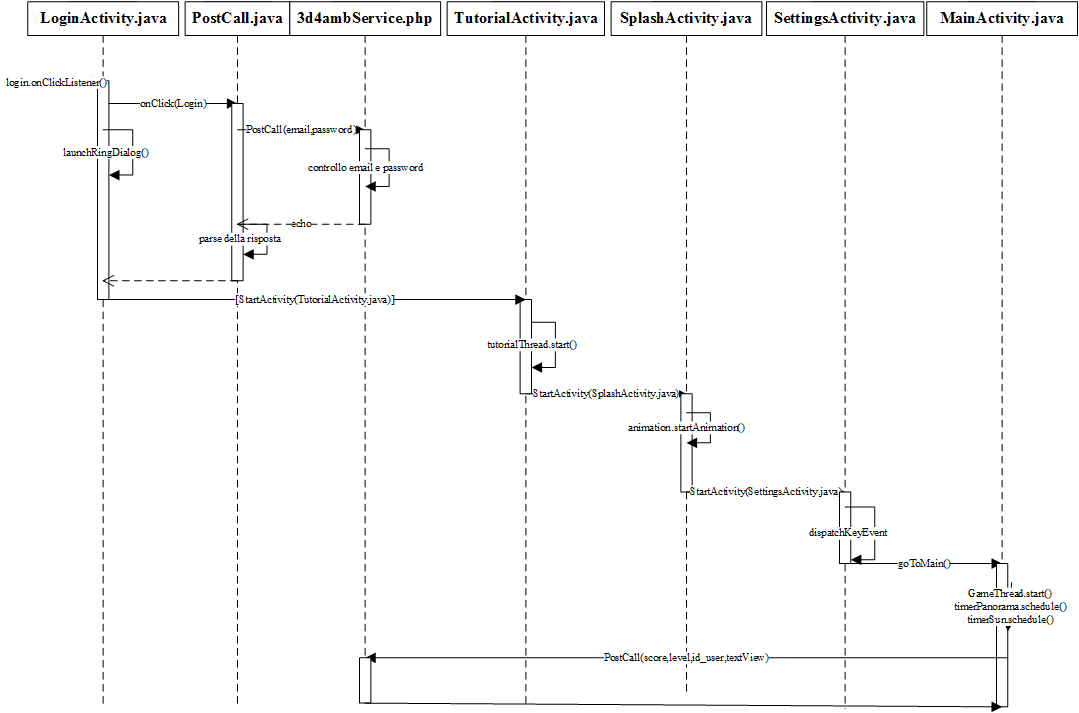 LoginActivity.java
PostCall.java
3d4ambService.php
TutorialActivity.java
SplashActivity.java
SettingsActivity.java
MainActivity.java
login.onClickListener()
onClick(Login)
PostCall(email,password)
launchRingDialog()
controllo email e password
echo
parse della risposta
[StartActivity(TutorialActivity.java)]
tutorialThread.start()
StartActivity(SplashActivity.java)
animation.startAnimation()
StartActivity(SettingsActivity.java)
dispatchKeyEvent
goToMain()
GameThread.start()
timerPanorama.schedule()
timerSun.schedule()
PostCall(score,level,id_user,textView)